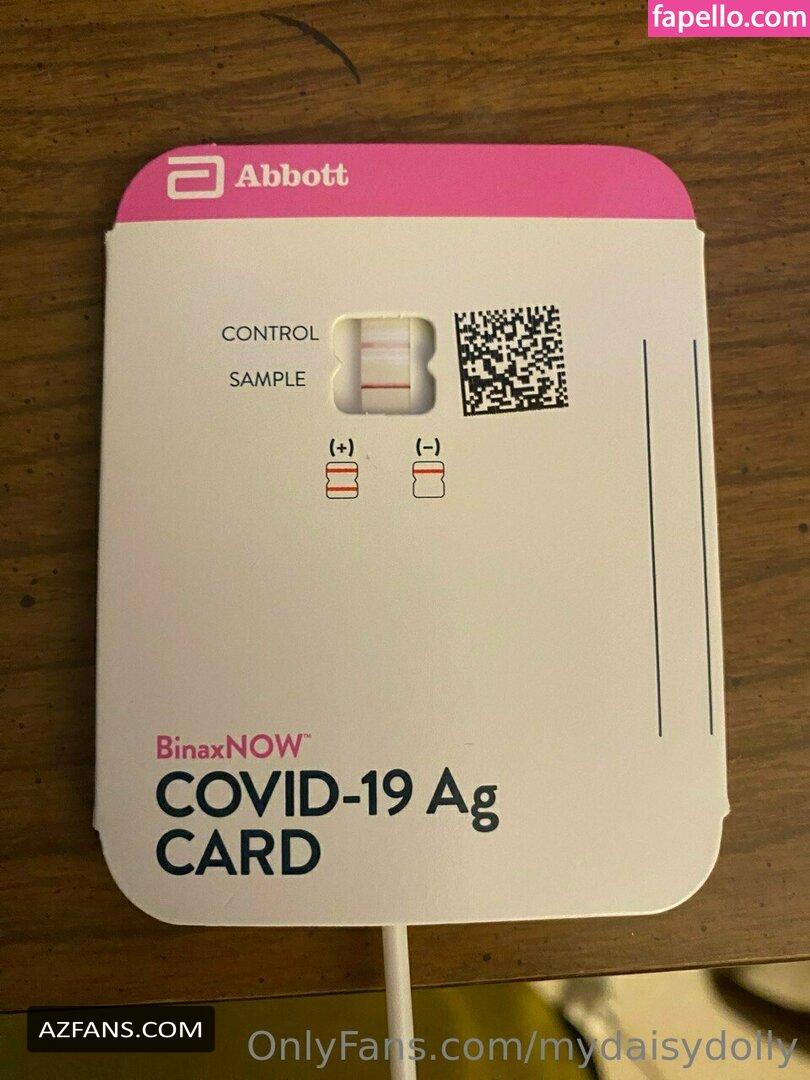 fapello.com
Abbott
CONTROL
SAMPLE
(+) (-)
BinaxNOW™
COVID-19 Ag
CARD
AZFANS.COM
OnlyFans.com/mydaisydolly